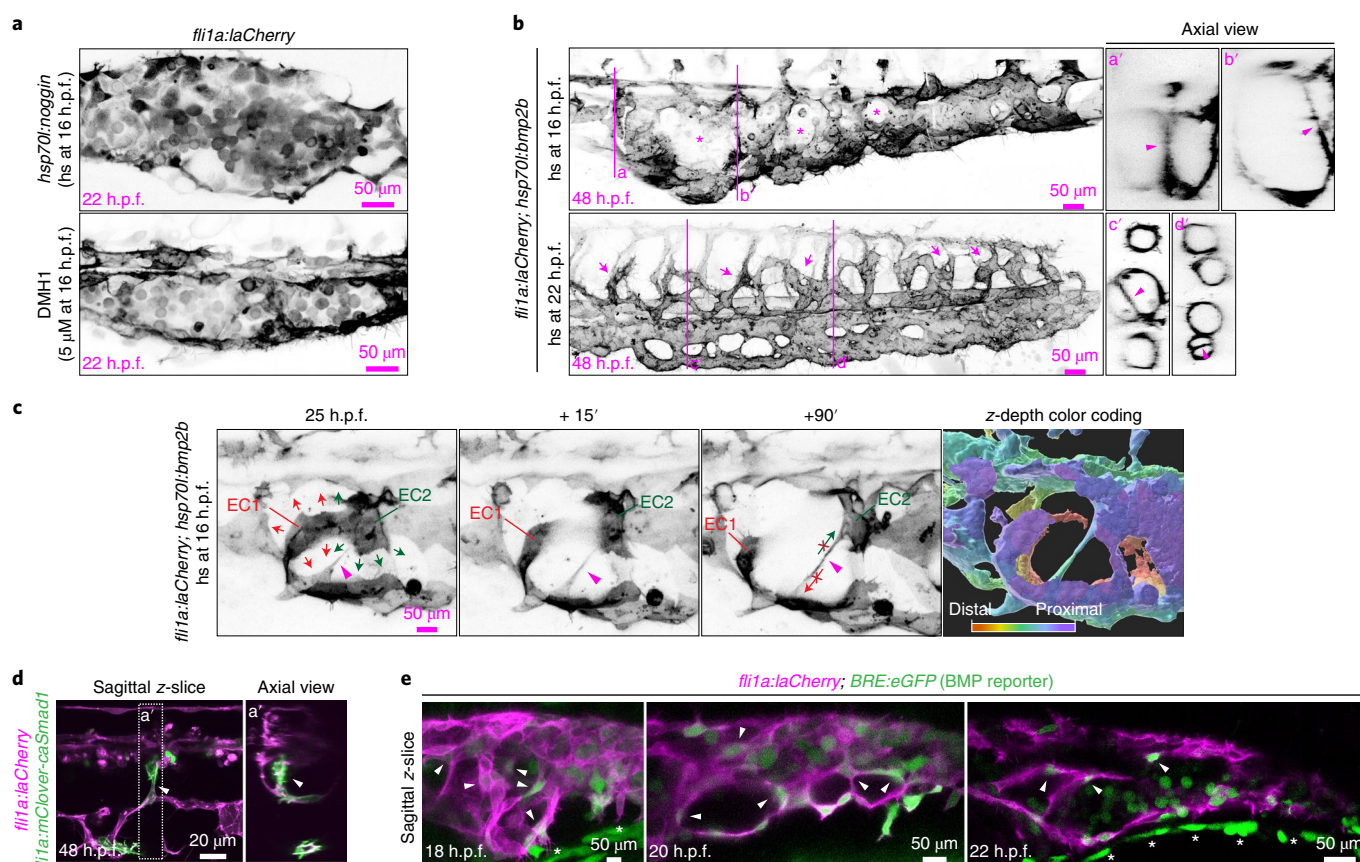 a
fli1a:laCherry
hsp70l:noggin
(hs at 16 h.p.f.)
22 h.p.f.
50 μm
DMH1
(5 μM at 16 h.p.f.)
22 h.p.f.
50 μm
b
Axial view
fli1a:laCherry; hsp70l:bmp2b
hs at 16 h.p.f.
*
*
*
a'
b'
48 h.p.f.
50 μm
a′
b′
hs at 22 h.p.f.
c
d
48 h.p.f.
50 μm
c′
d′
c
25 h.p.f.
+ 15′
+90′
z-depth color coding
fli1a:laCherry; hsp70l:bmp2b
hs at 16 h.p.f.
EC1
EC2
50 μm
EC1
EC2
EC1
EC2
Distal
Proximal
d
Sagittal z-slice
Axial view
fli1a:laCherry
fli1a:mClover-caSmad1
a′
48 h.p.f.
20 μm
a′
e
fli1a:laCherry; BRE:eGFP (BMP reporter)
Sagittal z-slice
18 h.p.f.
*
*
50 μm
20 h.p.f.
50 μm
22 h.p.f.
* * * * *
50 μm